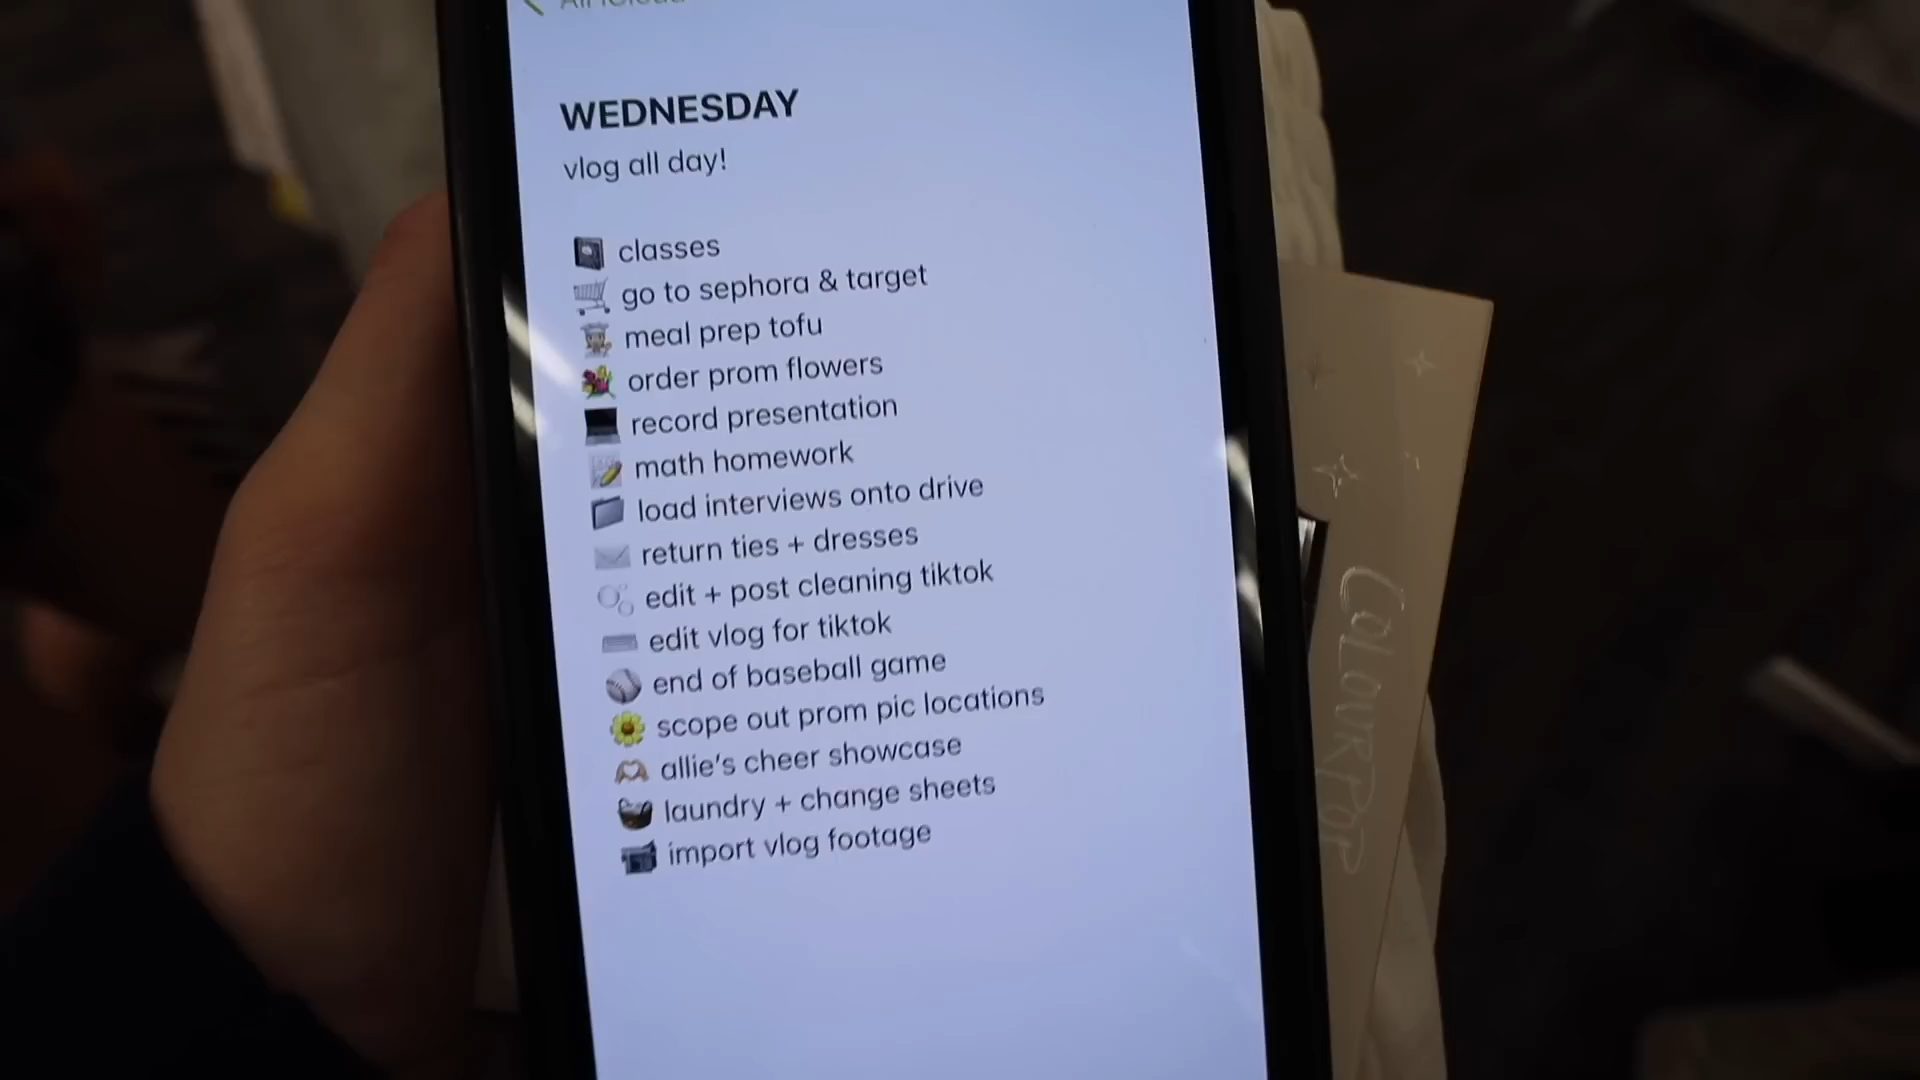 All iCloud
WEDNESDAY
vlog all day!
classes
go to sephora & target
meal prep tofu
order prom flowers
record presentation
math homework
load interviews onto drive
return ties + dresses
edit + post cleaning tiktok
edit vlog for tiktok
end of baseball game
scope out prom pic locations
allie's cheer showcase
laundry + change sheets
import vlog footage
COLOURPOP